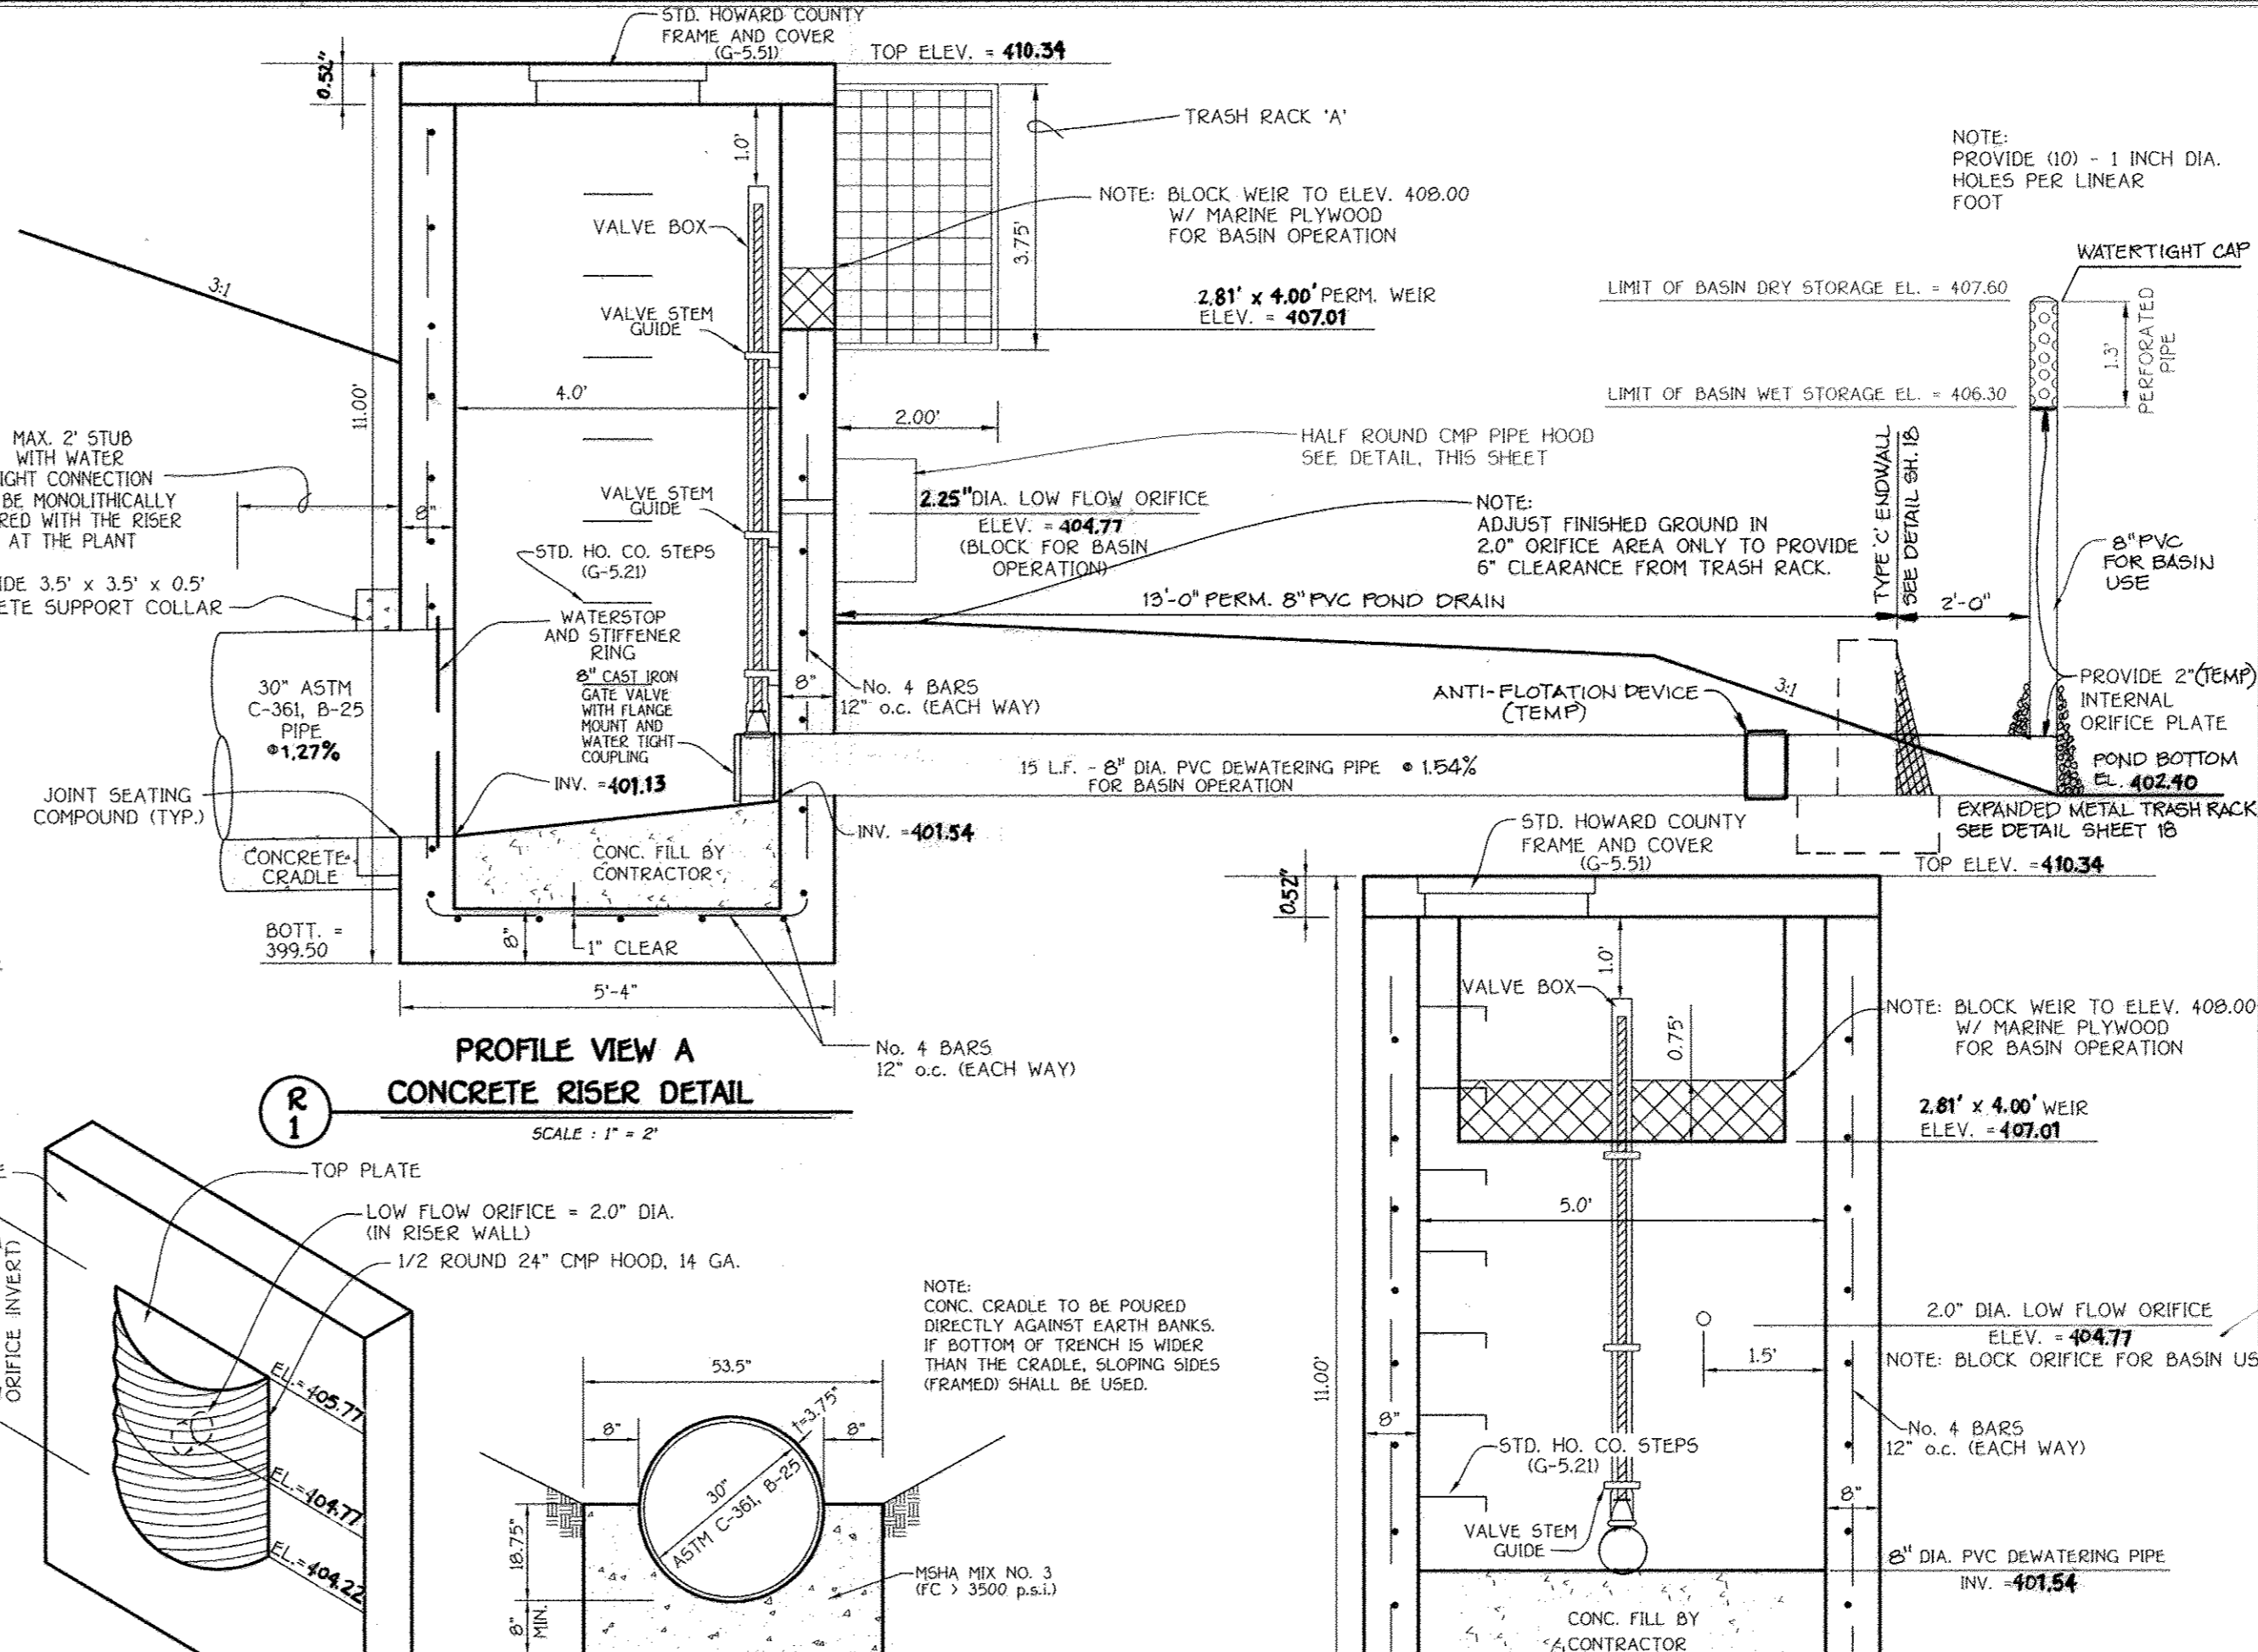 STD. HOWARD COUNTY
FRAME AND COVER
(G-5.51)
TOP ELEV. = 410.34
0.52"
1.0'
TRASH RACK 'A'
3.75'
NOTE: BLOCK WEIR TO ELEV. 408.00
W/ MARINE PLYWOOD
FOR BASIN OPERATION
2.81' x 4.00' PERM. WEIR
ELEV. = 407.01
VALVE BOX
VALVE STEM
GUIDE
3:1
11.00'
4.0'
2.00'
HALF ROUND CMP PIPE HOOD
SEE DETAIL, THIS SHEET
2.25" DIA. LOW FLOW ORIFICE
ELEV. = 404.77
(BLOCK FOR BASIN
OPERATION)
VALVE STEM
GUIDE
8"
STD. HO. CO. STEPS
(G-5.21)
WATERSTOP
AND STIFFENER
RING
8" CAST IRON
GATE VALVE
WITH FLANGE
MOUNT AND
WATER TIGHT
COUPLING
INV. = 401.13
8"
No. 4 BARS
12" o.c. (EACH WAY)
MAX. 2' STUB
WITH WATER
IGHT CONNECTION
BE MONOLITHICALLY
RED WITH THE RISER
AT THE PLANT
IDE 3.5' x 3.5' x 0.5'
ETE SUPPORT COLLAR
30" ASTM
C-361, B-25
PIPE
@ 1.27%
JOINT SEATING
COMPOUND (TYP.)
CONCRETE
CRADLE
BOTT. =
399.50
CONC. FILL BY
CONTRACTOR
INV. = 401.54
8"
1" CLEAR
5'-4"
No. 4 BARS
12" o.c. (EACH WAY)
PROFILE VIEW A
R
1
CONCRETE RISER DETAIL
SCALE : 1" = 2'
NOTE:
PROVIDE (10) - 1 INCH DIA.
HOLES PER LINEAR
FOOT
WATERTIGHT CAP
LIMIT OF BASIN DRY STORAGE EL. = 407.60
1.3'
PERFORATED
PIPE
LIMIT OF BASIN WET STORAGE EL. = 406.30
NOTE:
ADJUST FINISHED GROUND IN
2.0" ORIFICE AREA ONLY TO PROVIDE
6" CLEARANCE FROM TRASH RACK.
TYPE 'C' ENDWALL
SEE DETAIL SH. 18
8" PVC
FOR BASIN
USE
13'-0" PERM. 8" PVC POND DRAIN
2'-0"
ANTI-FLOTATION DEVICE
(TEMP)
3:1
PROVIDE 2" (TEMP)
INTERNAL
ORIFICE PLATE
15 L.F. - 8" DIA. PVC DEWATERING PIPE @ 1.54%
FOR BASIN OPERATION
POND BOTTOM
EL. 402.40
EXPANDED METAL TRASH RACK
SEE DETAIL SHEET 18
STD. HOWARD COUNTY
FRAME AND COVER
(G-5.51)
TOP ELEV. = 410.34
0.52"
1.0'
VALVE BOX
0.75'
NOTE: BLOCK WEIR TO ELEV. 408.00
W/ MARINE PLYWOOD
FOR BASIN OPERATION
2.81' x 4.00' WEIR
ELEV. = 407.01
5.0'
11.00'
2.0" DIA. LOW FLOW ORIFICE
ELEV. = 404.77
NOTE: BLOCK ORIFICE FOR BASIN US
1.5'
8"
No. 4 BARS
12" o.c. (EACH WAY)
STD. HO. CO. STEPS
(G-5.21)
8"
VALVE STEM
GUIDE
8" DIA. PVC DEWATERING PIPE
INV. = 401.54
CONC. FILL BY
CONTRACTOR
TOP PLATE
LOW FLOW ORIFICE = 2.0" DIA.
(IN RISER WALL)
1/2 ROUND 24" CMP HOOD, 14 GA.
ORIFICE INVERT)
EL.=405.77
EL.=404.77
EL.=404.22
NOTE:
CONC. CRADLE TO BE POURED
DIRECTLY AGAINST EARTH BANKS.
IF BOTTOM OF TRENCH IS WIDER
THAN THE CRADLE, SLOPING SIDES
(FRAMED) SHALL BE USED.
53.5"
8"
8"
t=3.75"
30"
ASTM C-361, B-25
18.75"
8"
MIN.
MSHA MIX NO. 3
(FC > 3500 p.s.i.)